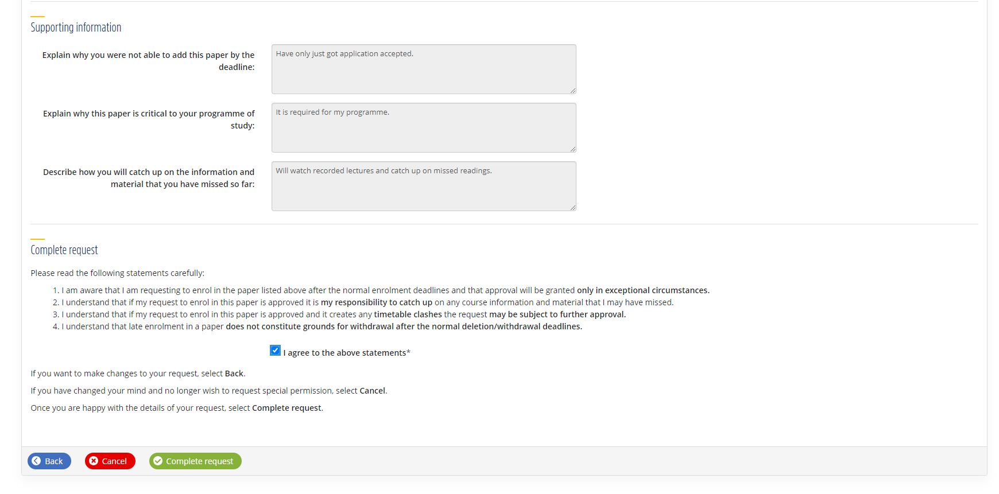 Supporting information
Explain why you were not able to add this paper by the
deadline:
Have only just got application accepted.
Explain why this paper is critical to your programme of
study:
It is required for my programme.
Describe how you will catch up on the information and
material that you have missed so far:
Will watch recorded lectures and catch up on missed readings.
Complete request
Please read the following statements carefully:
1. I am aware that I am requesting to enrol in the paper listed above after the normal enrolment deadlines and that approval will be granted only in exceptional circumstances.
2. I understand that if my request to enrol in this paper is approved it is my responsibility to catch up on any course information and material that I may have missed.
3. I understand that if my request to enrol in this paper is approved and it creates any timetable clashes the request may be subject to further approval.
4. I understand that late enrolment in a paper does not constitute grounds for withdrawal after the normal deletion/withdrawal deadlines.
I agree to the above statements*
If you want to make changes to your request, select Back.
If you have changed your mind and no longer wish to request special permission, select Cancel.
Once you are happy with the details of your request, select Complete request.
Back
Cancel
Complete request